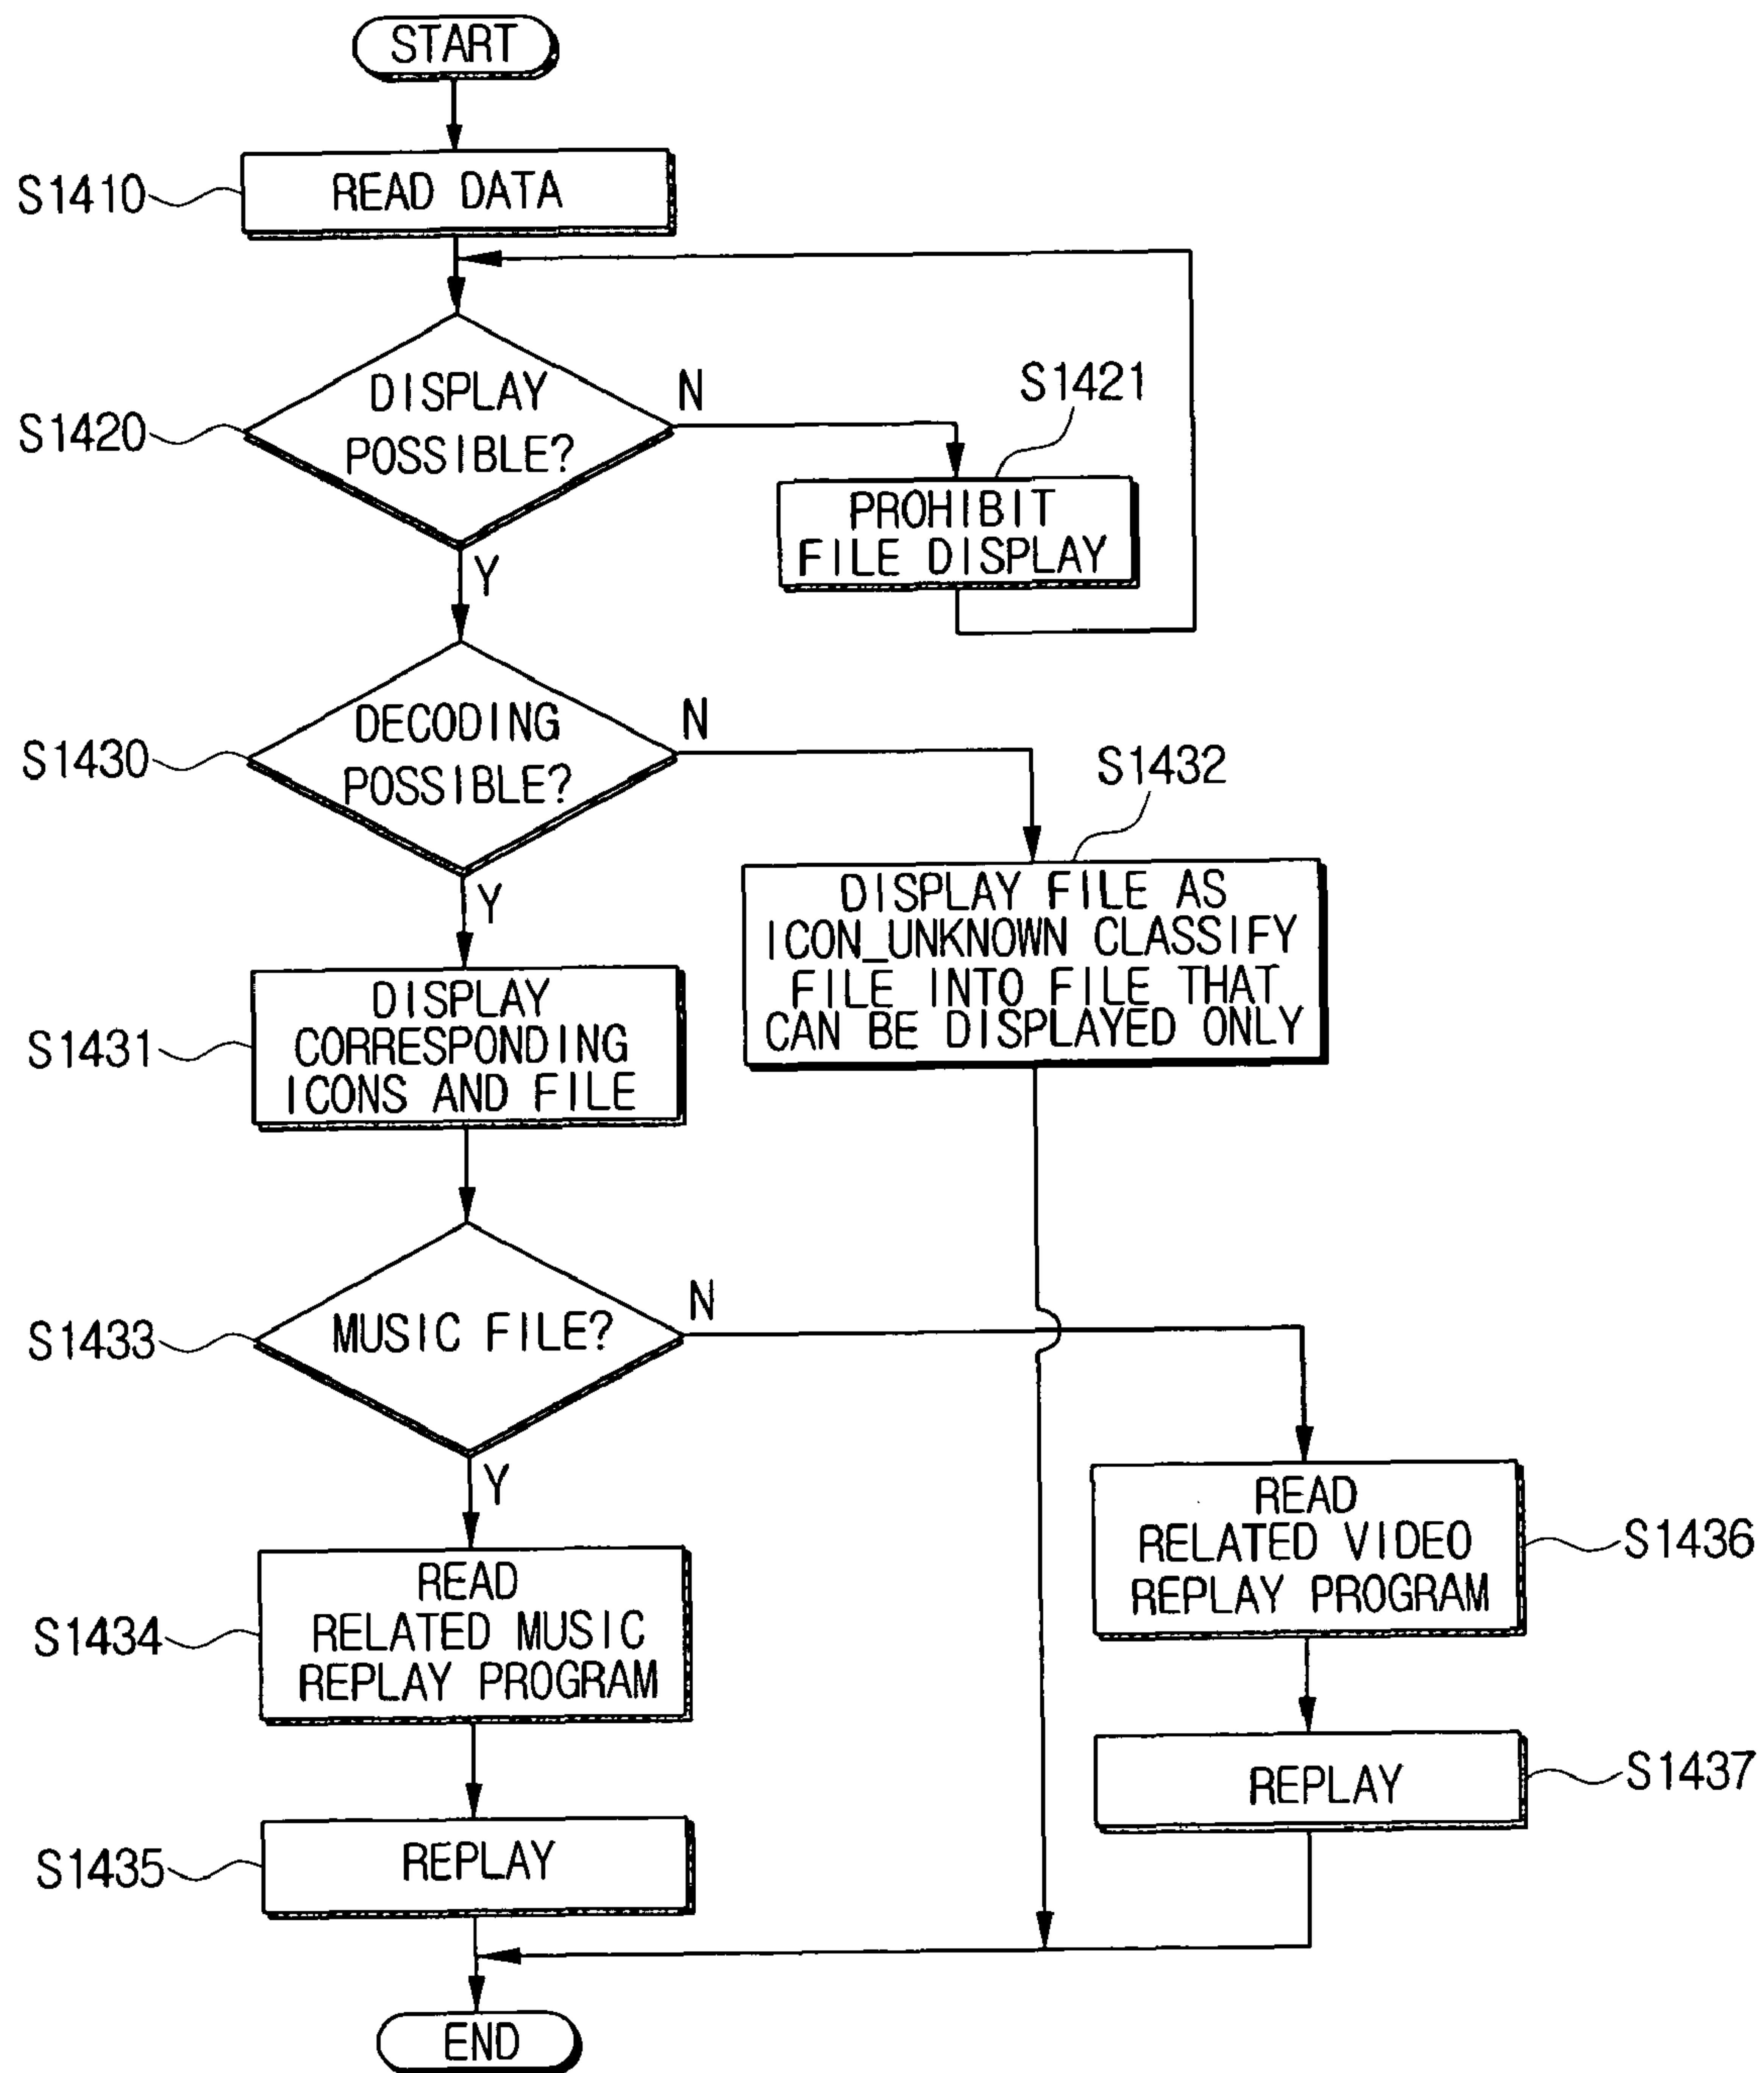 START
S1410
READ DATA
DISPLAY
POSSIBLE?
S1420
N
Y
S1421
PROHIBIT
FILE DISPLAY
DECODING
POSSIBLE?
S1430
N
Y
S1432
DISPLAY FILE AS
ICON_UNKNOWN CLASSIFY
FILE INTO FILE THAT
CAN BE DISPLAYED ONLY
S1431
DISPLAY
CORRESPONDING
ICONS AND FILE
S1433
MUSIC FILE?
N
Y
READ
RELATED VIDEO
REPLAY PROGRAM
S1436
S1434
READ
RELATED MUSIC
REPLAY PROGRAM
REPLAY
S1437
S1435
REPLAY
END